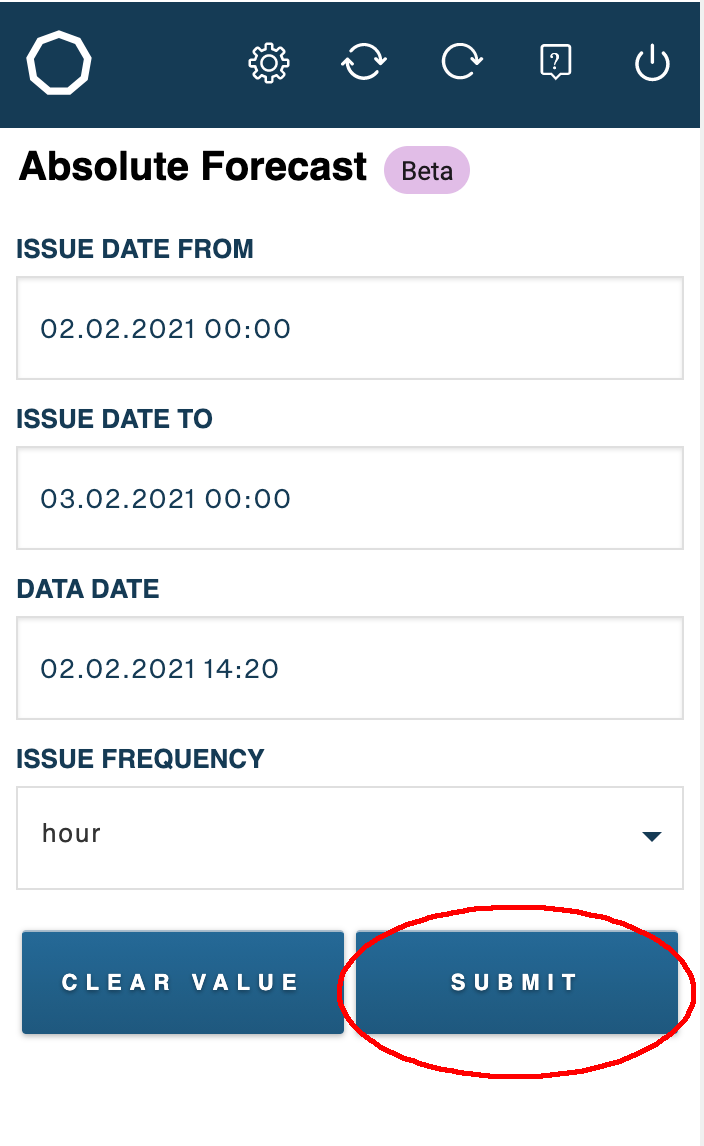 ?
Absolute Forecast Beta
ISSUE DATE FROM
02.02.2021 00:00
ISSUE DATE TO
03.02.2021 00:00
DATA DATE
02.02.2021 14:20
ISSUE FREQUENCY
hour
CLEAR VALUE SUBMIT